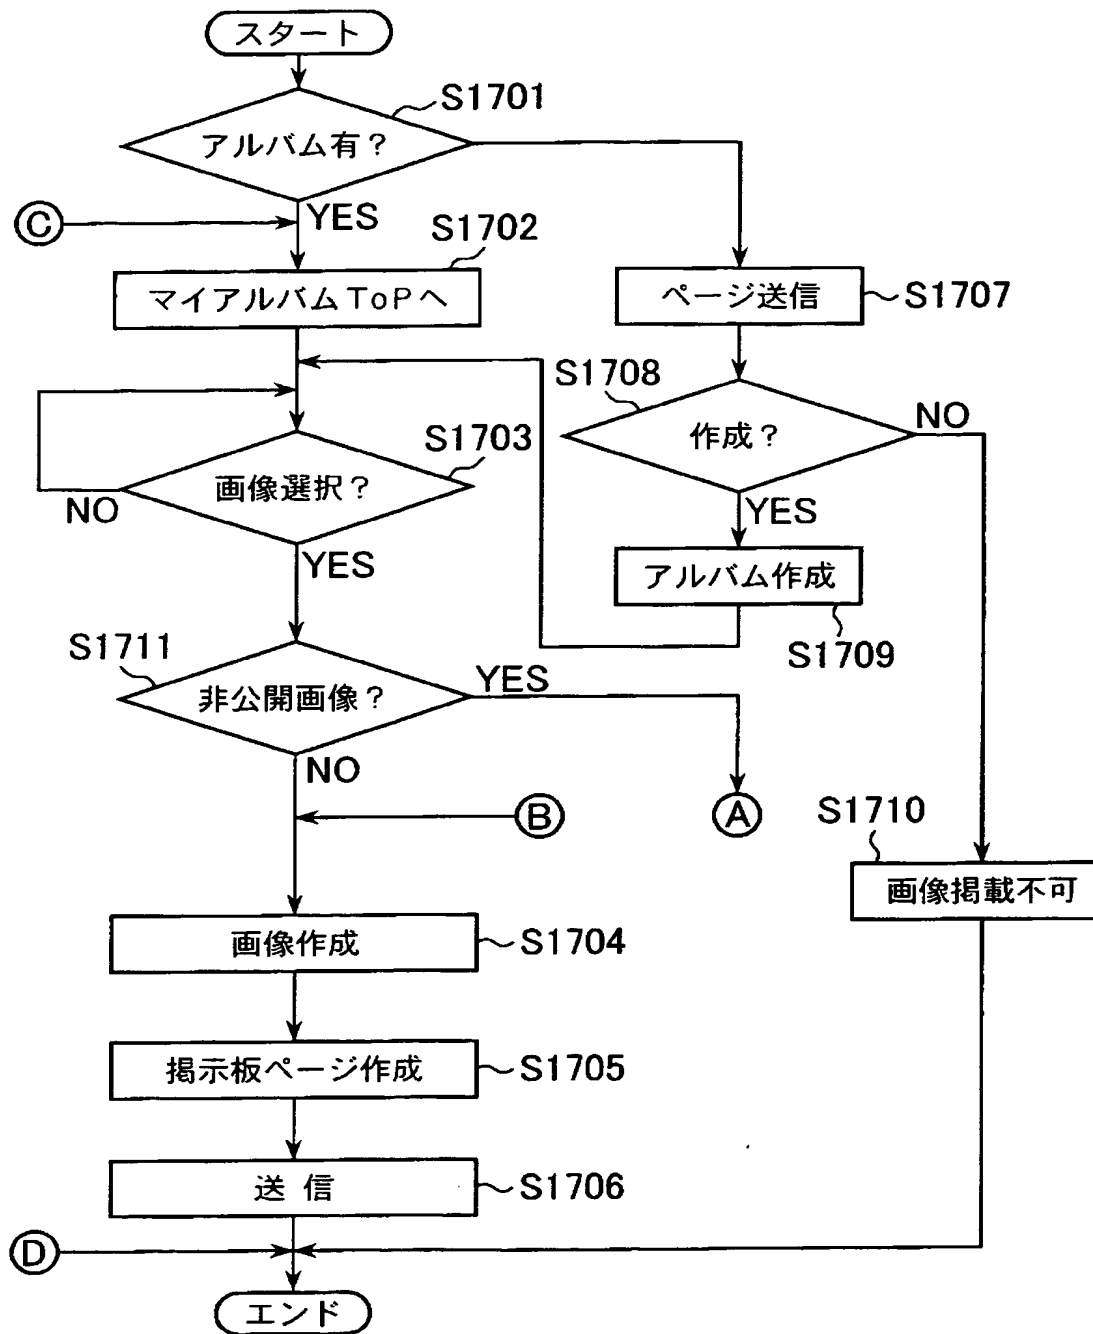 スタート
S1701
アルバム有？
C
YES
S1702
マイアルバムToPへ
ページ送信
S1707
S1708
作成？
NO
S1703
画像選択？
NO
YES
YES
アルバム作成
S1709
S1711
非公開画像？
YES
NO
B
A
S1710
画像掲載不可
画像作成
S1704
掲示板ページ作成
S1705
送 信
S1706
D
エンド